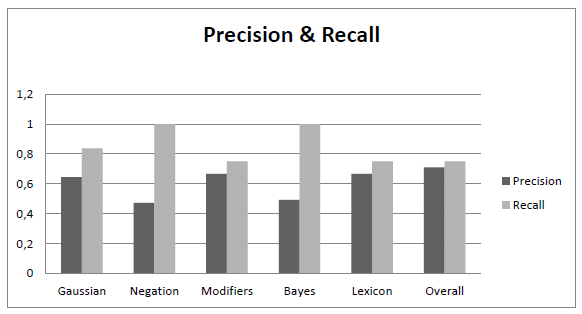 Precision & Recall
1,2
1
0,8
0,6
0,4
0,2
0
Gaussian Negation Modifiers Bayes Lexicon Overall
Precision
Recall